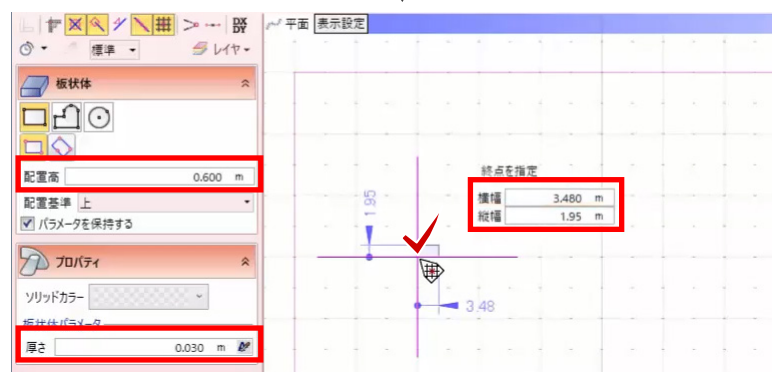 DX
DY
平面 表示設定
標準 レイヤ
板状体
配置高 0.600 m
配置基準 上
パラメータを保持する
プロパティ
ソリッドカラー
板状体パラメータ
厚さ 0.030 m
終点を指定
横幅 3.480 m
縦幅 1.95 m
1.95
3.48